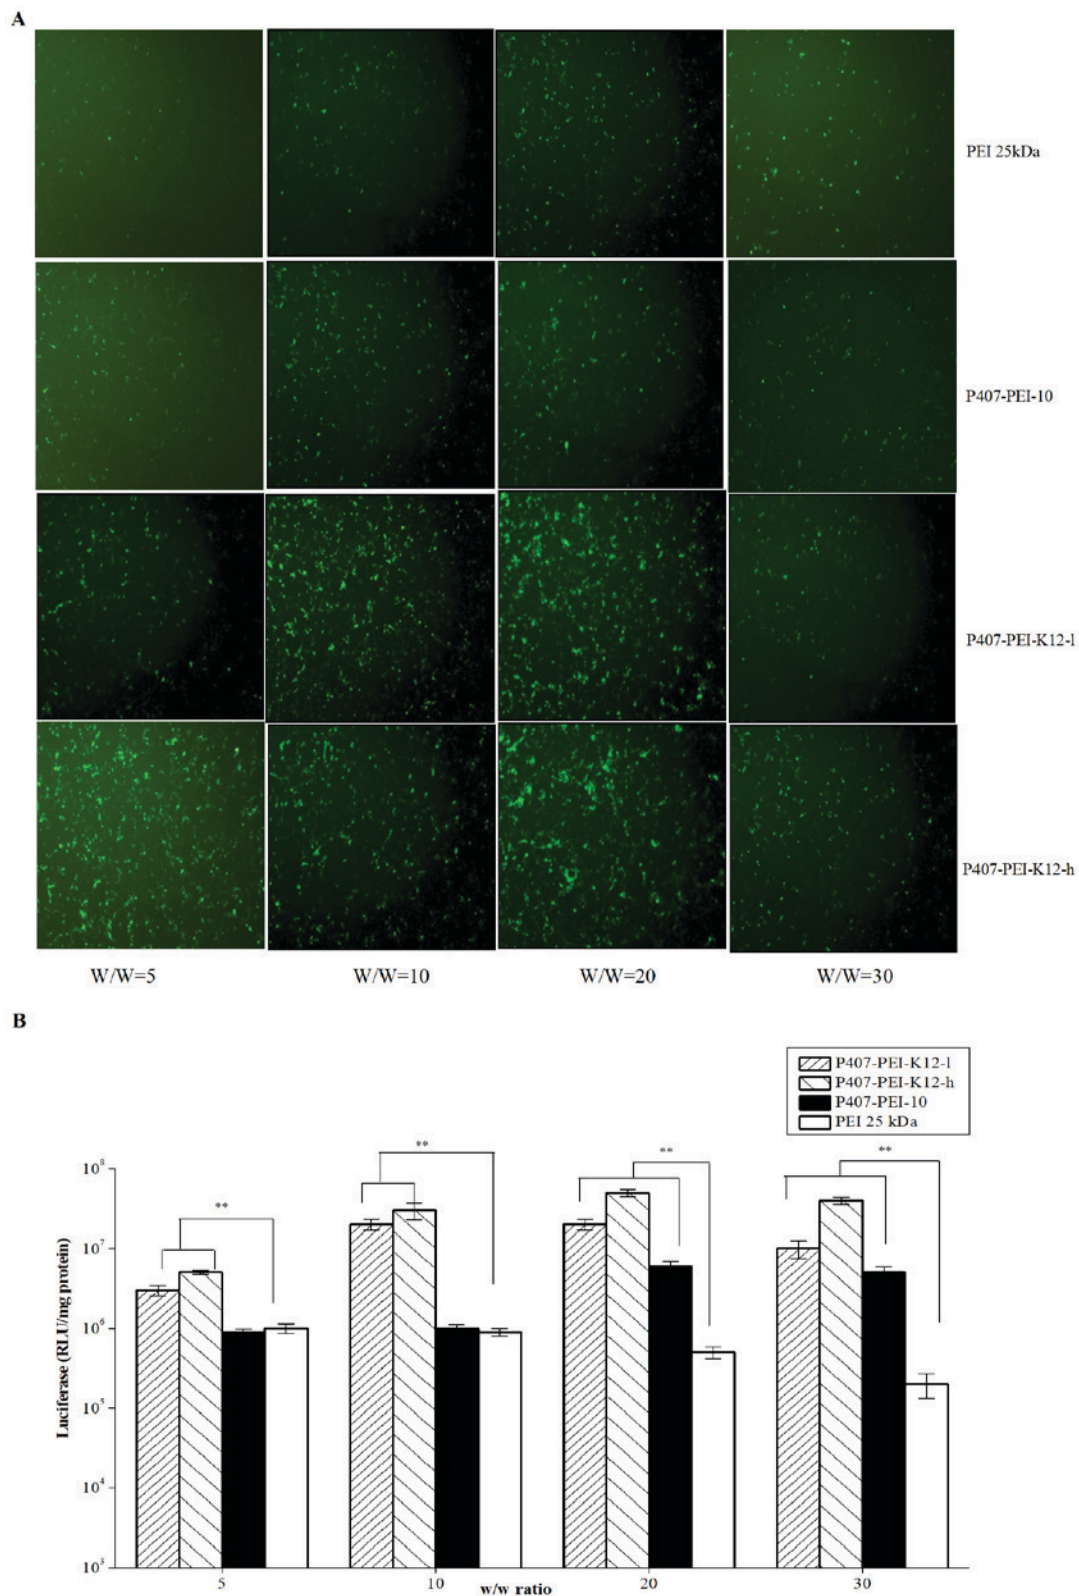 A
PEI 25kDa
P407-PEI-10
P407-PEI-K12-l
P407-PEI-K12-h
W/W=5 W/W=10 W/W=20 W/W=30
B
P407-PEI-K12-l
P407-PEI-K12-h
P407-PEI-10
PEI 25 kDa
** ** ** **
10⁸
10⁷
10⁶
10⁵
10⁴
10³
Luciferase (RLU/mg protein)
5 10 20 30
w/w ratio